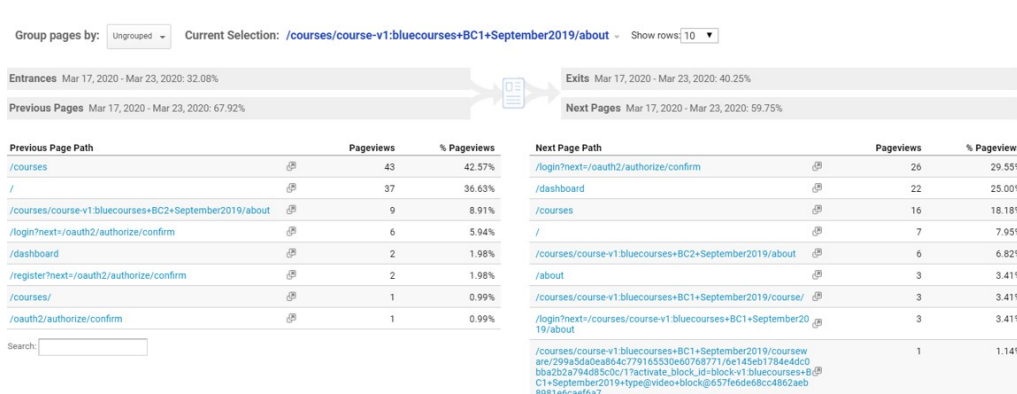 Group pages by: Ungrouped Current Selection: /courses/course-v1:bluecourses+BC1+September2019/about Show rows: 10
Entrances Mar 17, 2020 - Mar 23, 2020: 32.08%
Exits Mar 17, 2020 - Mar 23, 2020: 40.25%
Previous Pages Mar 17, 2020 - Mar 23, 2020: 67.92%
Next Pages Mar 17, 2020 - Mar 23, 2020: 59.75%
Previous Page Path Pageviews % Pageviews
/courses 43 42.57%
/ 37 36.63%
/courses/course-v1:bluecourses+BC2+September2019/about 9 8.91%
/login?next=/oauth2/authorize/confirm 6 5.94%
/dashboard 2 1.98%
/register?next=/oauth2/authorize/confirm 2 1.98%
/courses/ 1 0.99%
/oauth2/authorize/confirm 1 0.99%
Search:
Next Page Path Pageviews % Pageview
/login?next=/oauth2/authorize/confirm 26 29.55%
/dashboard 22 25.00%
/courses 16 18.18%
/ 7 7.95%
/courses/course-v1:bluecourses+BC2+September2019/about 6 6.82%
/about 3 3.41%
/courses/course-v1:bluecourses+BC1+September2019/course/ 3 3.41%
/login?next=/courses/course-v1:bluecourses+BC1+September20 3 3.41%
19/about
/courses/course-v1:bluecourses+BC1+September2019/coursew 1 1.14%
are/299a5da0ea864c779165530e60768771/6e145eb1784e4dc0
bba2b2a794d85c0c/1?activate_block_id=block-v1:bluecourses+B
C1+September2019+type@video+block@657fe6de68cc4862aeb
8981e6caef6a7